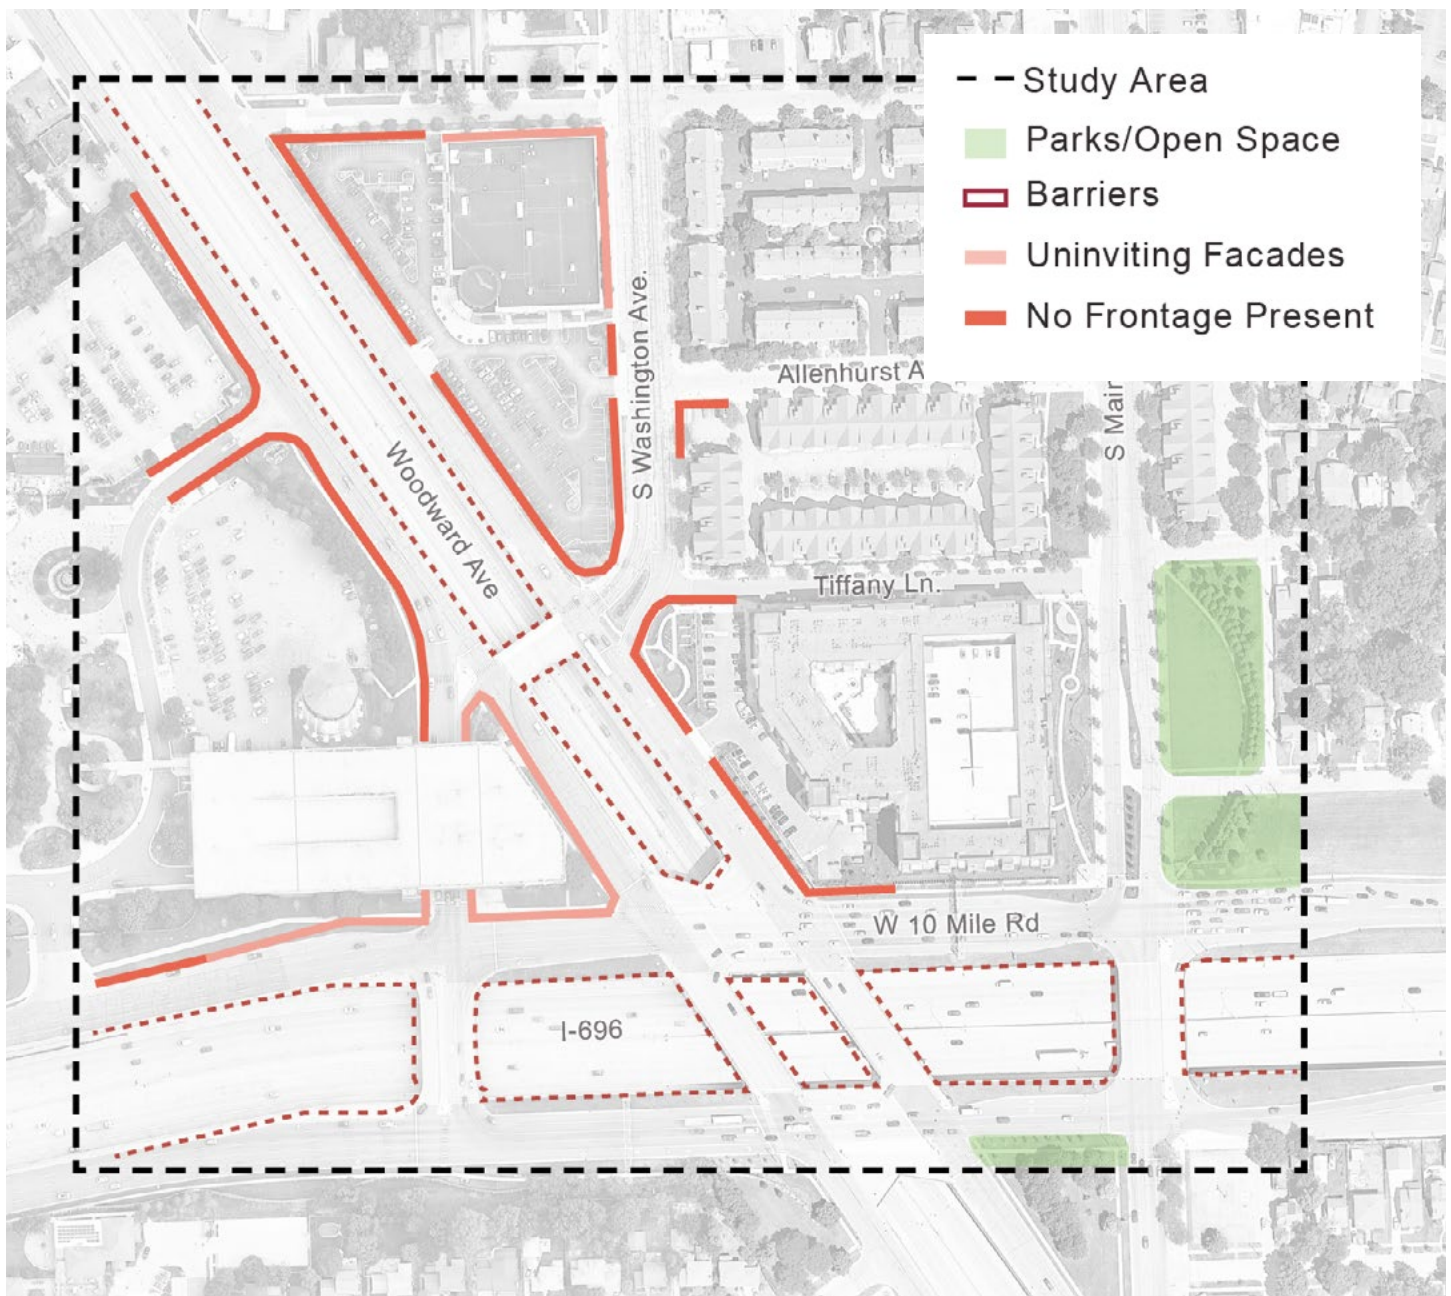 Study Area
Parks/Open Space
Barriers
Uninviting Facades
No Frontage Present
S Washington Ave.
Allenhurst A
S Main
Woodward Ave
Tiffany Ln.
W 10 Mile Rd
I-696